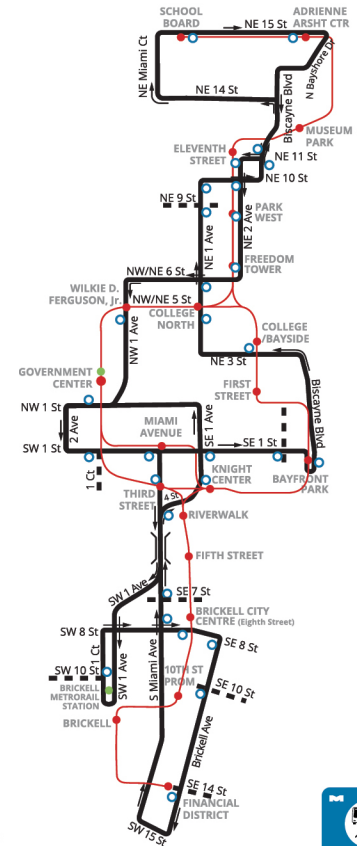 SCHOOL
BOARD
ADRIENNE
ARSHT CTR
NE 15 St
NE Miami Ct
NE 14 St
Biscayne Blvd
N Bayshore Dr
MUSEUM
PARK
ELEVENTH
STREET
NE 11 St
NE 10 St
NE 9 St
PARK
WEST
NE 1 Ave
NE 2 Ave
FREEDOM
TOWER
NW/NE 6 St
WILKIE D.
FERGUSON, Jr.
NW/NE 5 St
COLLEGE
NORTH
NW 1 Ave
COLLEGE
/BAYSIDE
NE 3 St
GOVERNMENT
CENTER
FIRST
STREET
Biscayne Blvd
NW 1 St
2 Ave
MIAMI
AVENUE
SE 1 Ave
SW 1 St
SE 1 St
1 Ct
KNIGHT
CENTER
BAYFRONT
PARK
THIRD
STREET
4 St
RIVERWALK
FIFTH STREET
SW 1 Ave
SE 7 St
BRICKELL CITY
CENTRE (Eighth Street)
SW 8 St
SE 8 St
1 Ct
SW 1 Ave
S Miami Ave
SW 10 St
10TH ST
PROM
BRICKELL
METRORAIL
STATION
SE 10 St
BRICKELL
Brickell Ave
SE 14 St
FINANCIAL
DISTRICT
SW 15 St